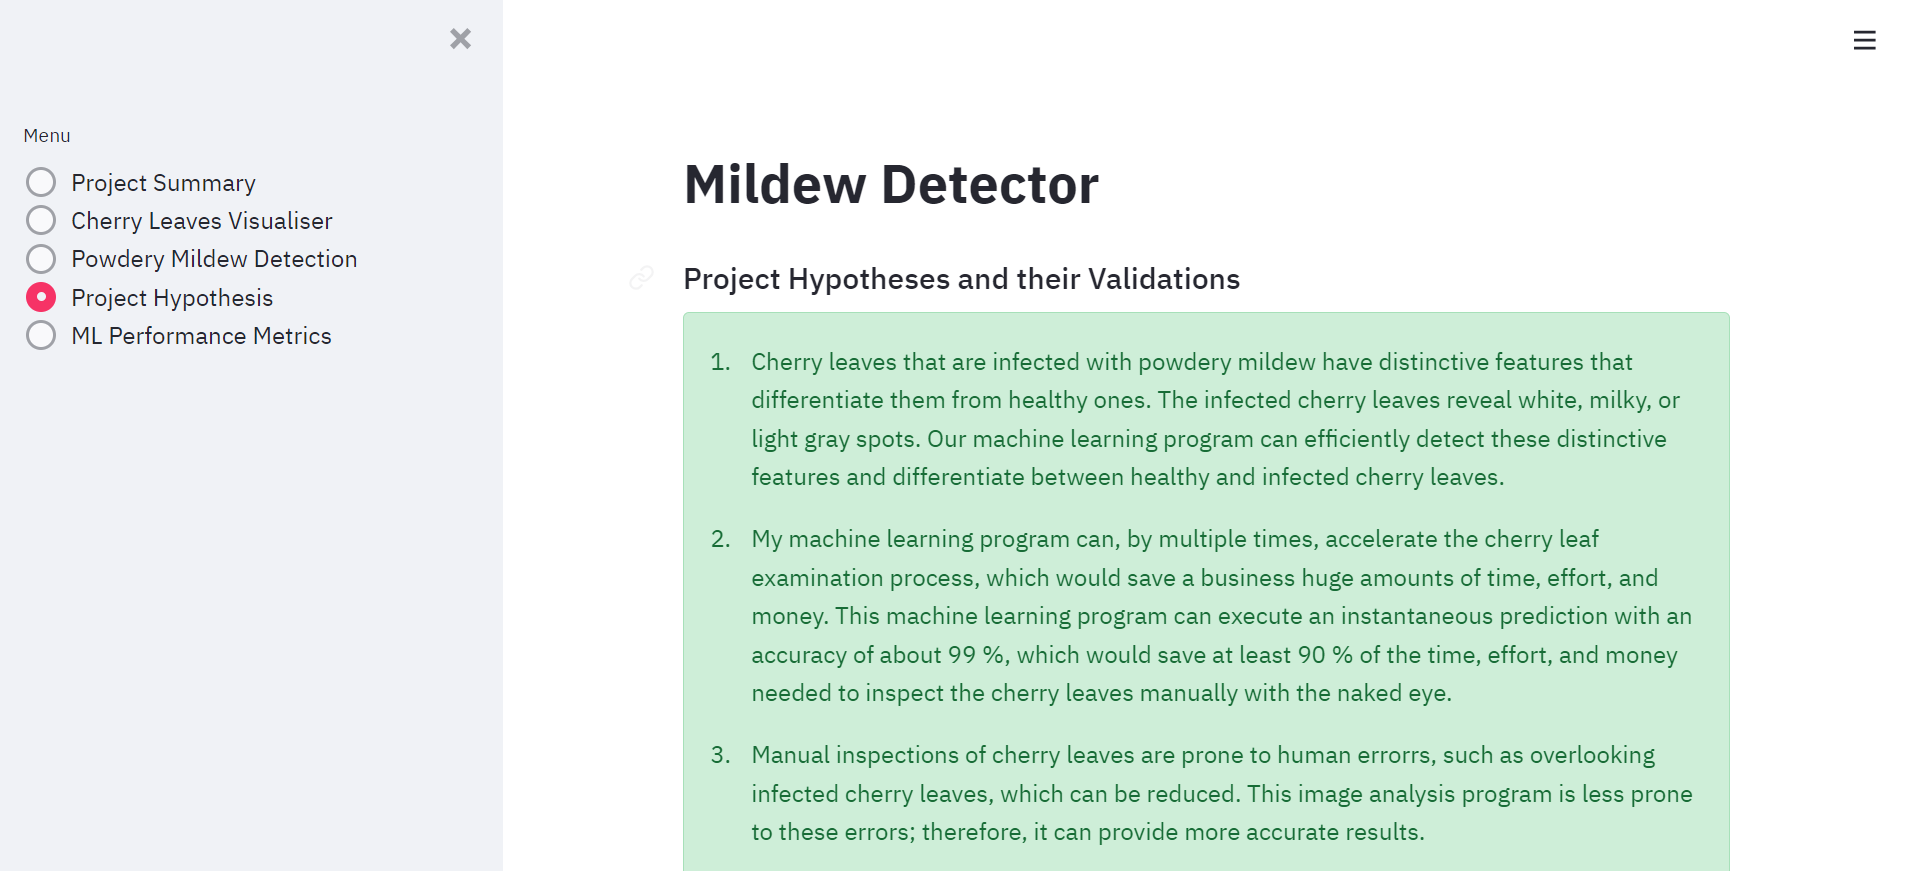 Menu
Project Summary
Cherry Leaves Visualiser
Powdery Mildew Detection
Project Hypothesis
ML Performance Metrics
Mildew Detector
Project Hypotheses and their Validations
1. Cherry leaves that are infected with powdery mildew have distinctive features that
differentiate them from healthy ones. The infected cherry leaves reveal white, milky, or
light gray spots. Our machine learning program can efficiently detect these distinctive
features and differentiate between healthy and infected cherry leaves.
2. My machine learning program can, by multiple times, accelerate the cherry leaf
examination process, which would save a business huge amounts of time, effort, and
money. This machine learning program can execute an instantaneous prediction with an
accuracy of about 99 %, which would save at least 90 % of the time, effort, and money
needed to inspect the cherry leaves manually with the naked eye.
3. Manual inspections of cherry leaves are prone to human errorrs, such as overlooking
infected cherry leaves, which can be reduced. This image analysis program is less prone
to these errors; therefore, it can provide more accurate results.